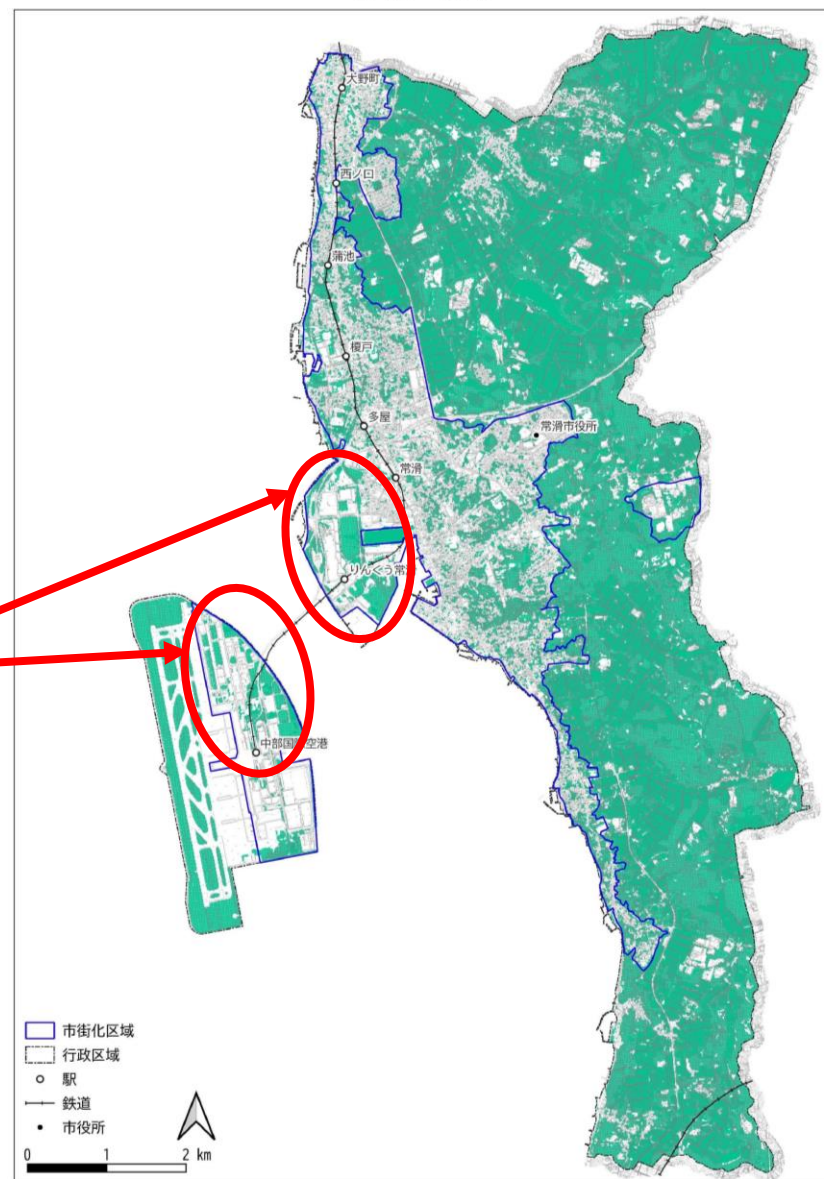 大野町
西ノ口
蒲池
榎戸
多屋
常滑市役所
常滑
りんくう常滑
中部国際空港
市街化区域
行政区域
駅
鉄道
市役所
0 1 2 km